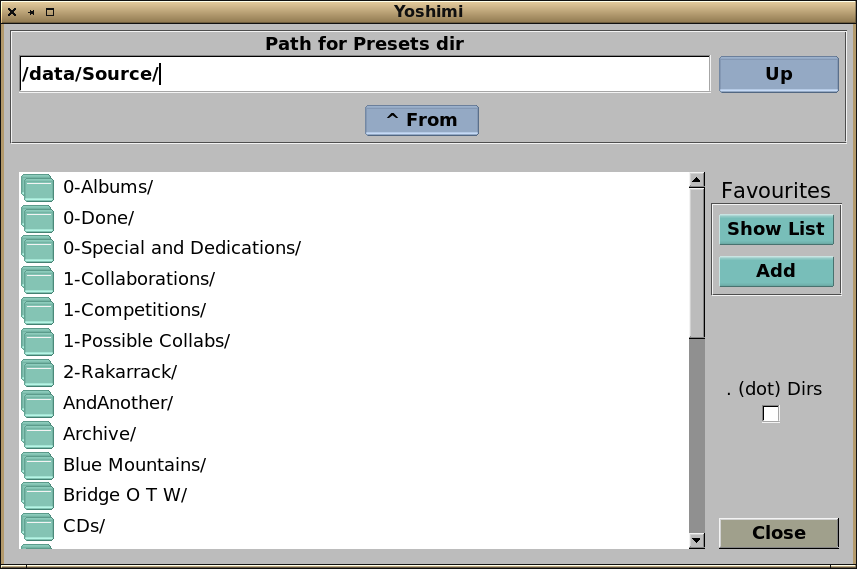 Yoshimi
Path for Presets dir
/data/Source/
Up
^ From
0-Albums/
0-Done/
0-Special and Dedications/
1-Collaborations/
1-Competitions/
1-Possible Collabs/
2-Rakarrack/
AndAnother/
Archive/
Blue Mountains/
Bridge O T W/
CDs/
Favourites
Show List
Add
. (dot) Dirs
Close